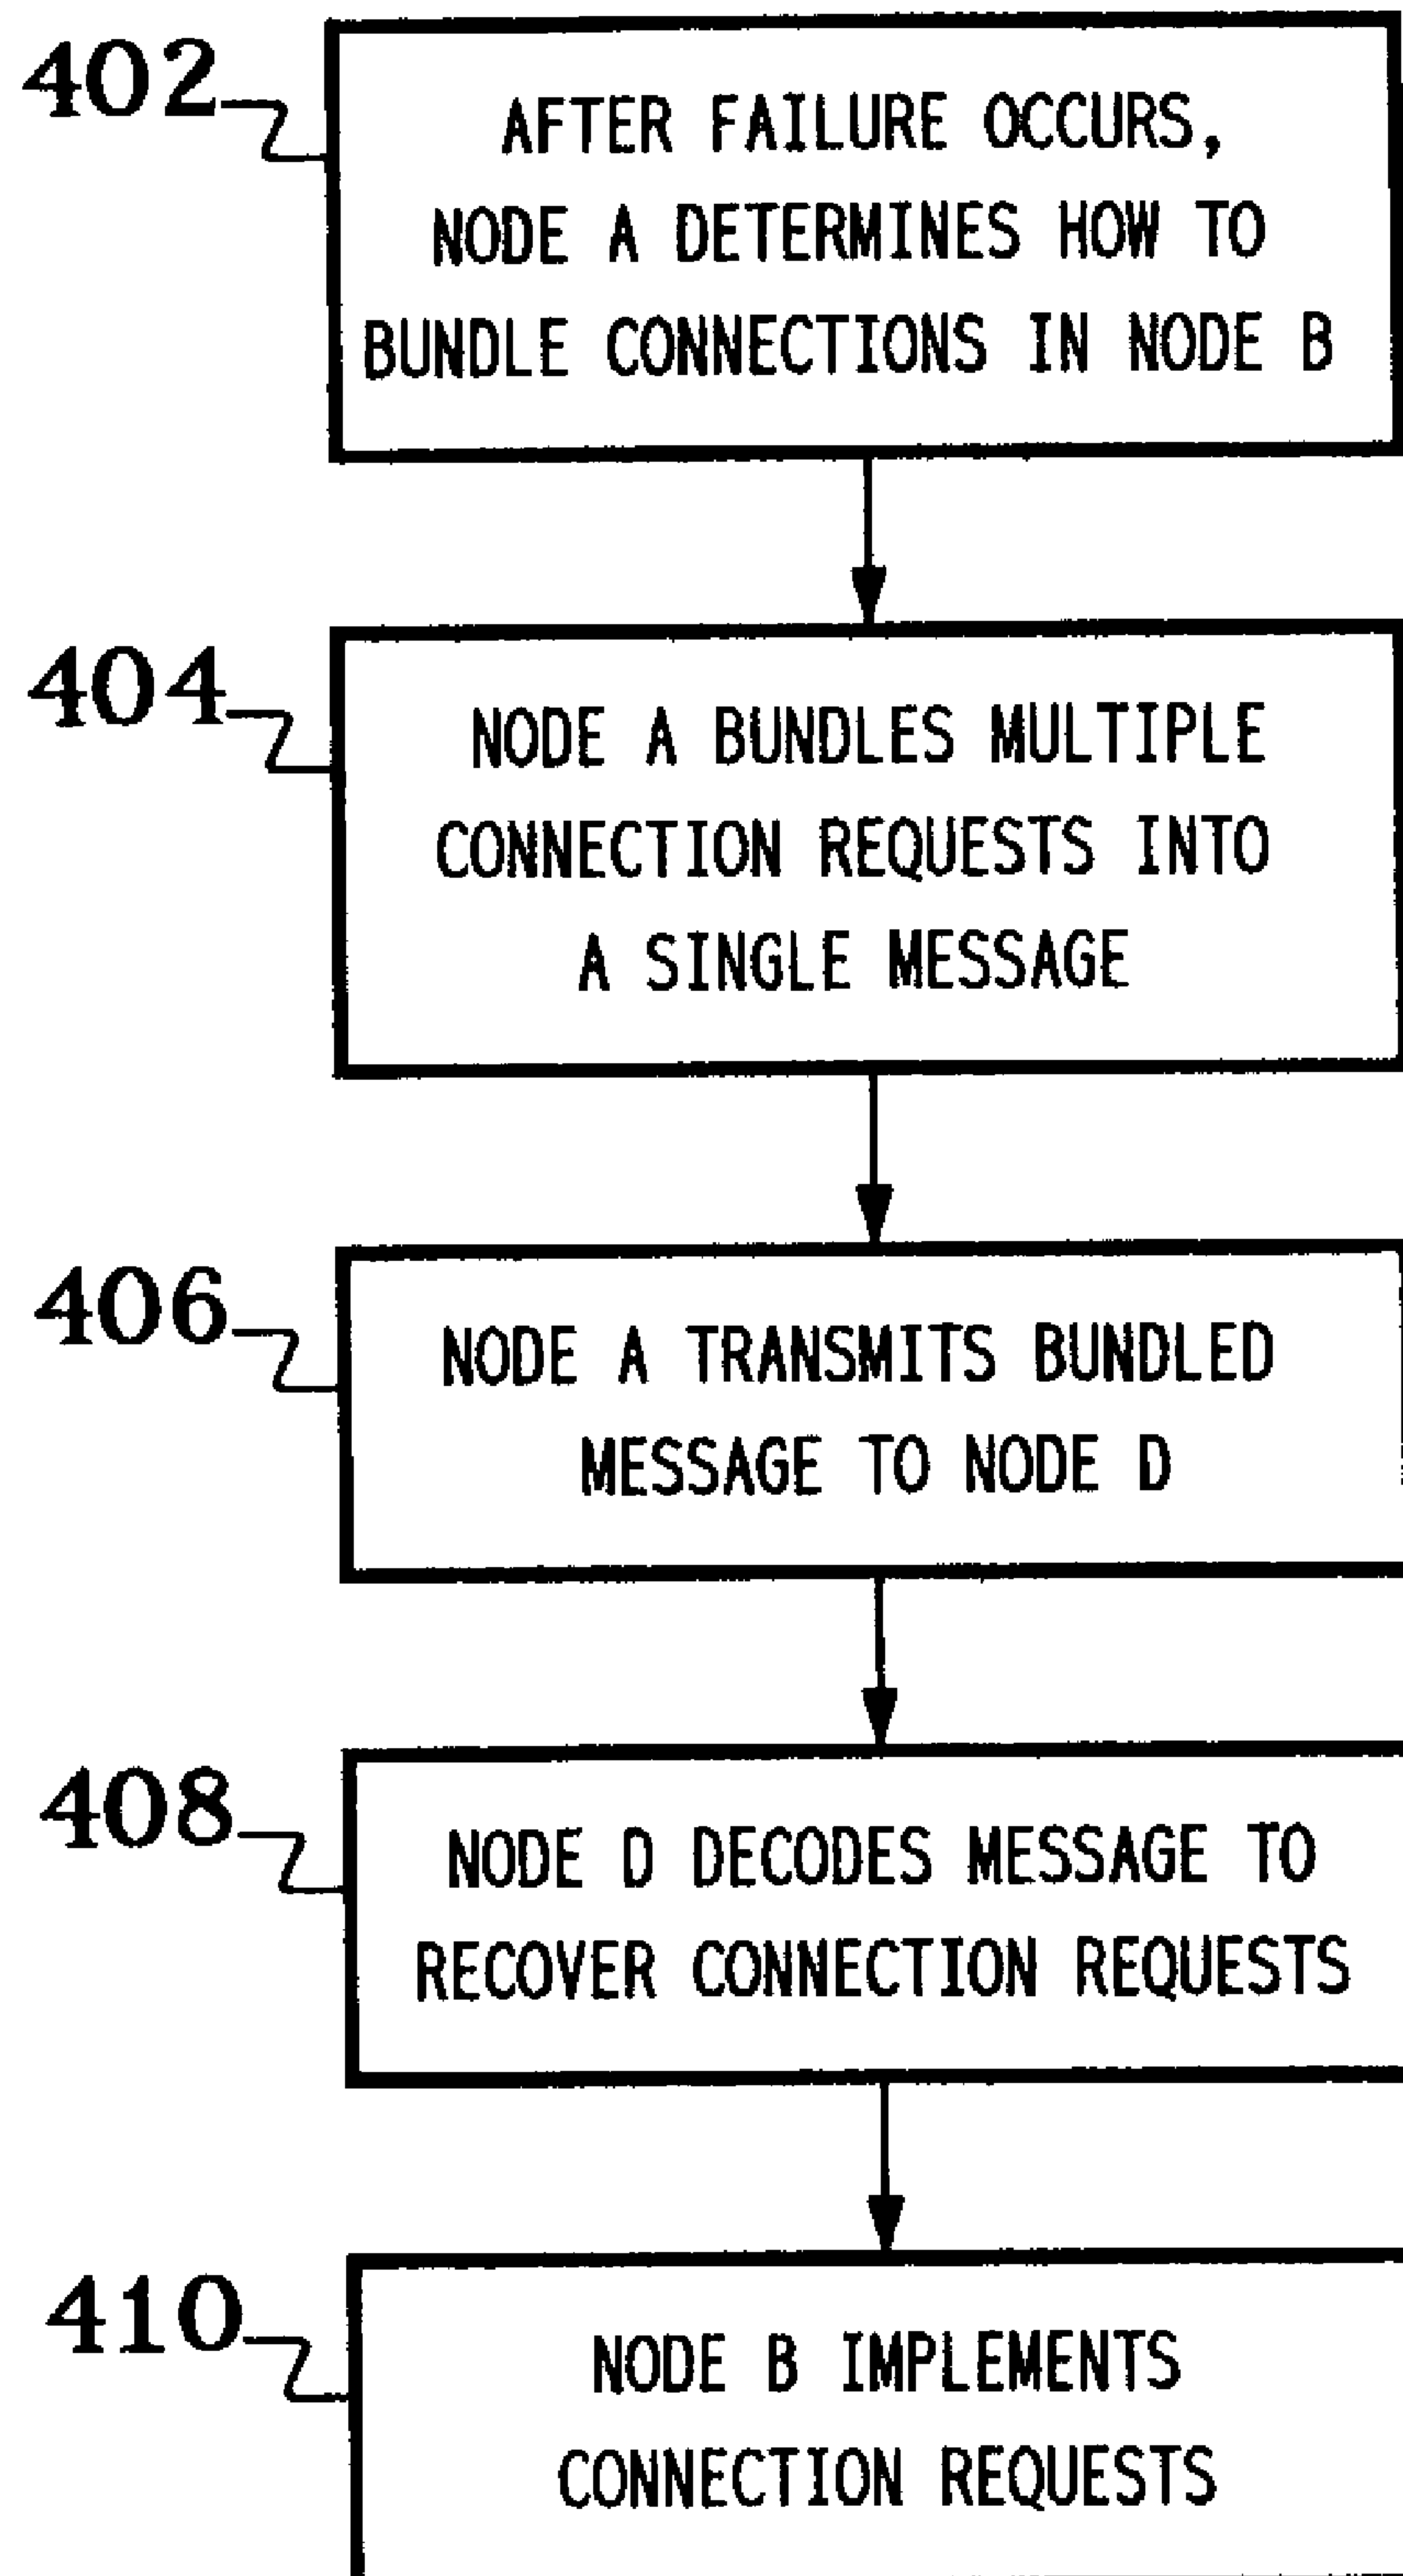 402
AFTER FAILURE OCCURS,
NODE A DETERMINES HOW TO
BUNDLE CONNECTIONS IN NODE B
404
NODE A BUNDLES MULTIPLE
CONNECTION REQUESTS INTO
A SINGLE MESSAGE
406
NODE A TRANSMITS BUNDLED
MESSAGE TO NODE D
408
NODE D DECODES MESSAGE TO
RECOVER CONNECTION REQUESTS
410
NODE B IMPLEMENTS
CONNECTION REQUESTS